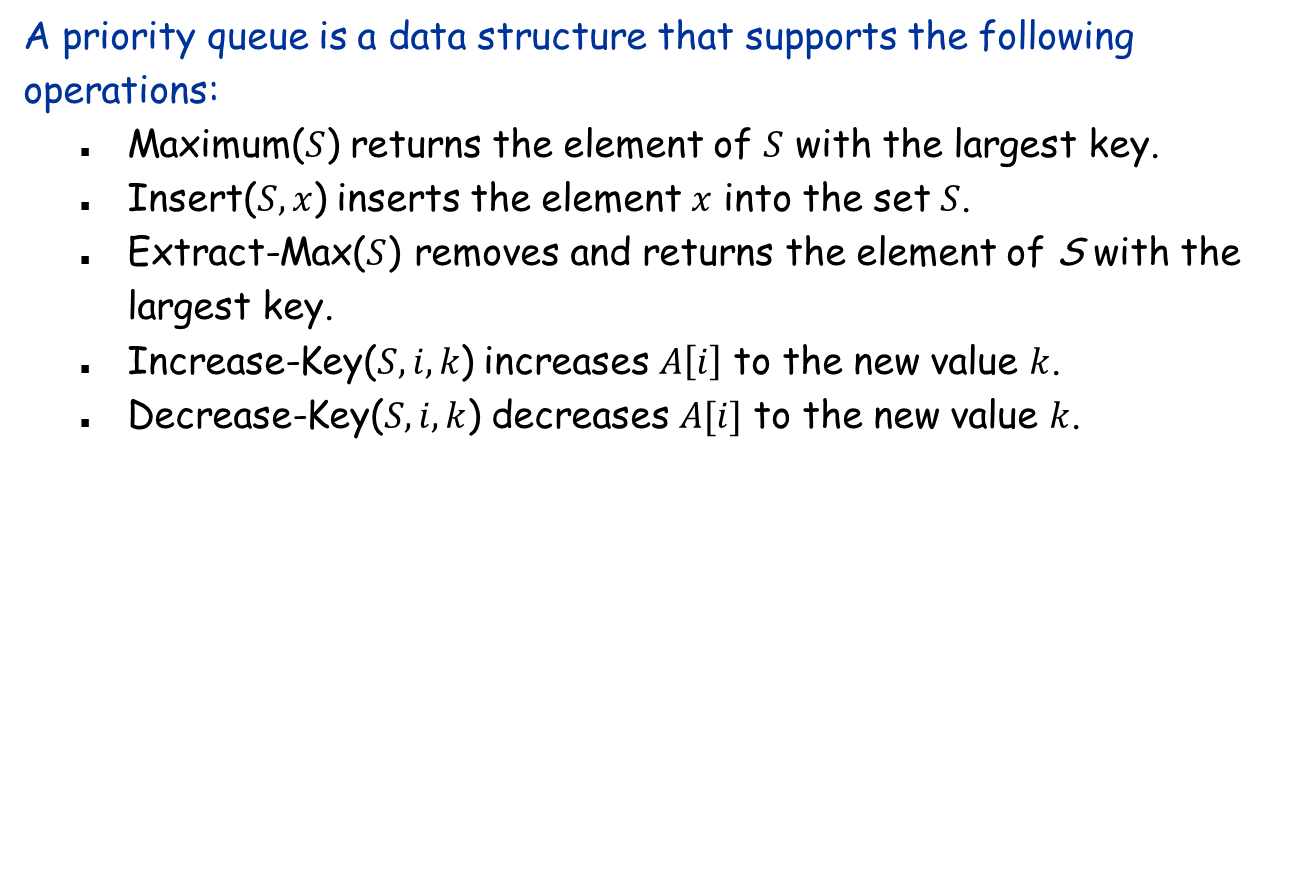 A priority queue is a data structure that supports the following
operations:
▪ Maximum(S) returns the element of S with the largest key.
▪ Insert(S, x) inserts the element x into the set S.
▪ Extract-Max(S) removes and returns the element of S with the
largest key.
▪ Increase-Key(S, i, k) increases A[i] to the new value k.
▪ Decrease-Key(S, i, k) decreases A[i] to the new value k.